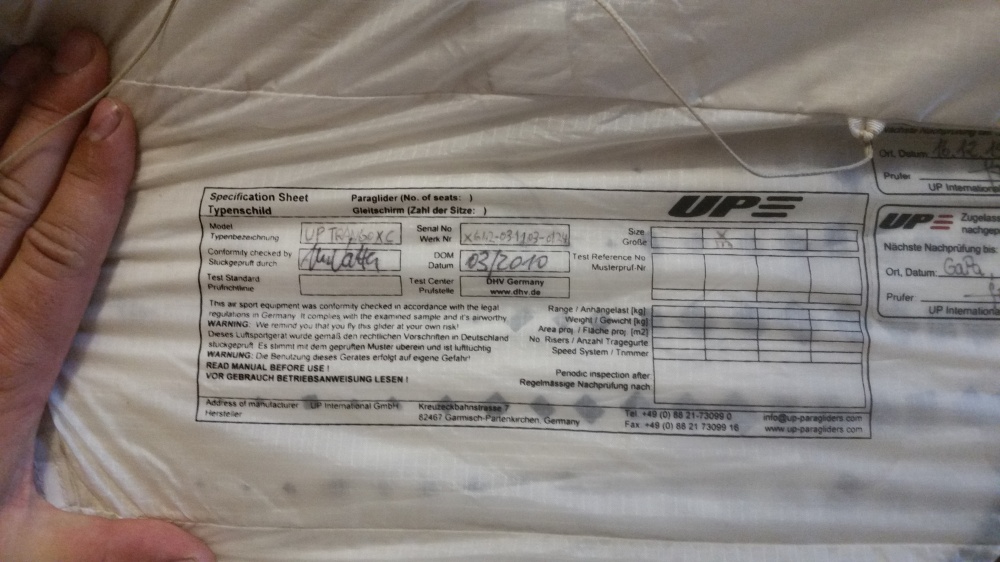 Specification Sheet Paraglider (No. of seats: )
Typenschild Gleitschirm (Zahl der Sitze: )
UP
Model
Typenbezeichnung
UP TRANGO XC
Serial No
Werk Nr
Size
Größe
X
Conformity checked by
Stückgeprüft durch:
DOM
Datum
03/2010
Test Reference No
Musterpruf-Nr
Test Standard
Prüfrichtlinie
Test Center
Prüfstelle
DHV Germany
www.dhv.de
This air sport equipment was conformity checked in accordance with the legal
regulations in Germany. It complies with the examined sample and it's airworthy
WARNING: We remind you that you fly this glider at your own risk!
Dieses Luftsportgerät wurde gemäß den rechtlichen Vorschriften in Deutschland
stückgeprüft. Es stimmt mit dem geprüften Muster überein und ist lufttüchtig
WARNUNG: Die Benutzung dieses Gerätes erfolgt auf eigene Gefahr!
READ MANUAL BEFORE USE !
VOR GEBRAUCH BETRIEBSANWEISUNG LESEN !
Range / Anhängelast [kg]
Weight / Gewicht [kg]
Area proj. / Fläche proj. [m2]
No. Risers / Anzahl Tragegurte
Speed System / Trimmer
Periodic inspection after
Regelmässige Nachprüfung nach
Address of manufacturer UP International GmbH Kreuzeckbahnstrasse 7 Tel. +49 (0) 88 21-73099 0 info@up-paragliders.com
Hersteller 82467 Garmisch-Partenkirchen, Germany Fax +49 (0) 88 21 73099 16 www.up-paragliders.com
Nächste Nachprüfung
Ort, Datum:
Prüfer
UP Internation
UP Zugelass
nachgep
Nächste Nachprüfung bis
Ort, Datum: GaPa
Prüfer
UP Internation